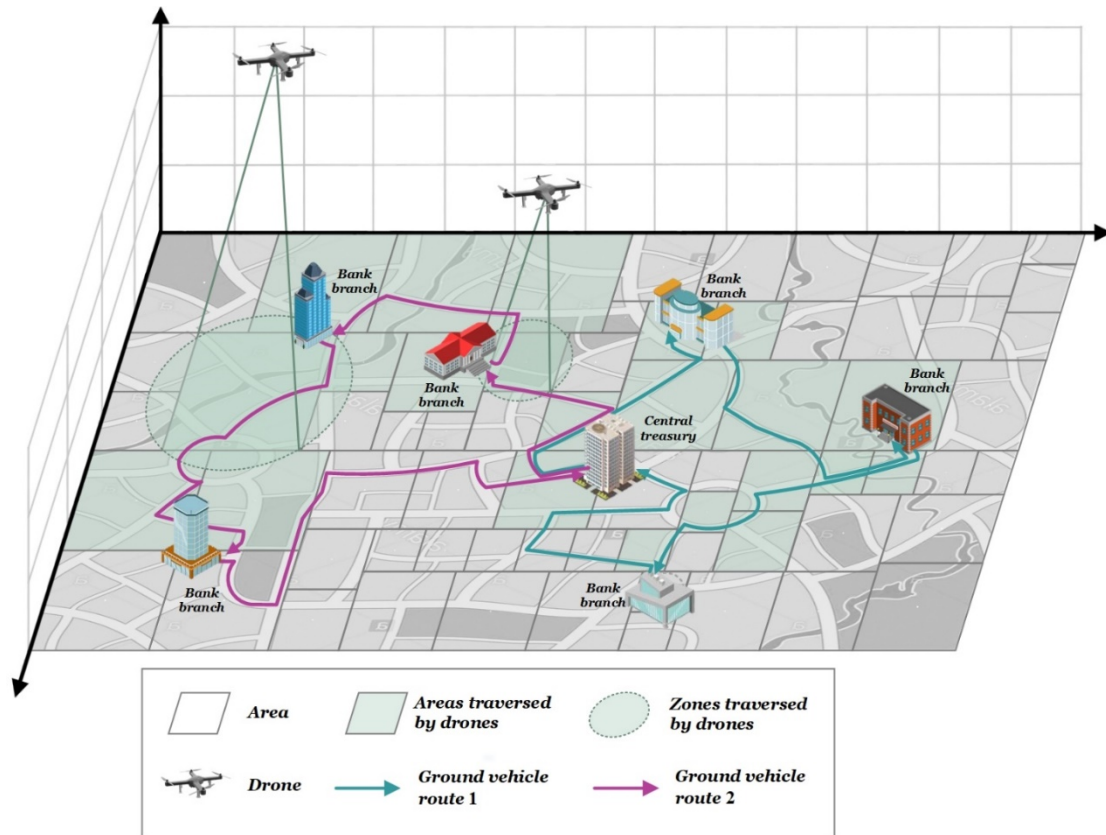 Bank
branch
Bank
branch
Bank
branch
Bank
branch
Central
treasury
Bank
branch
Bank
branch
Area
Areas traversed
by drones
Zones traversed
by drones
Drone
Ground vehicle
route 1
Ground vehicle
route 2